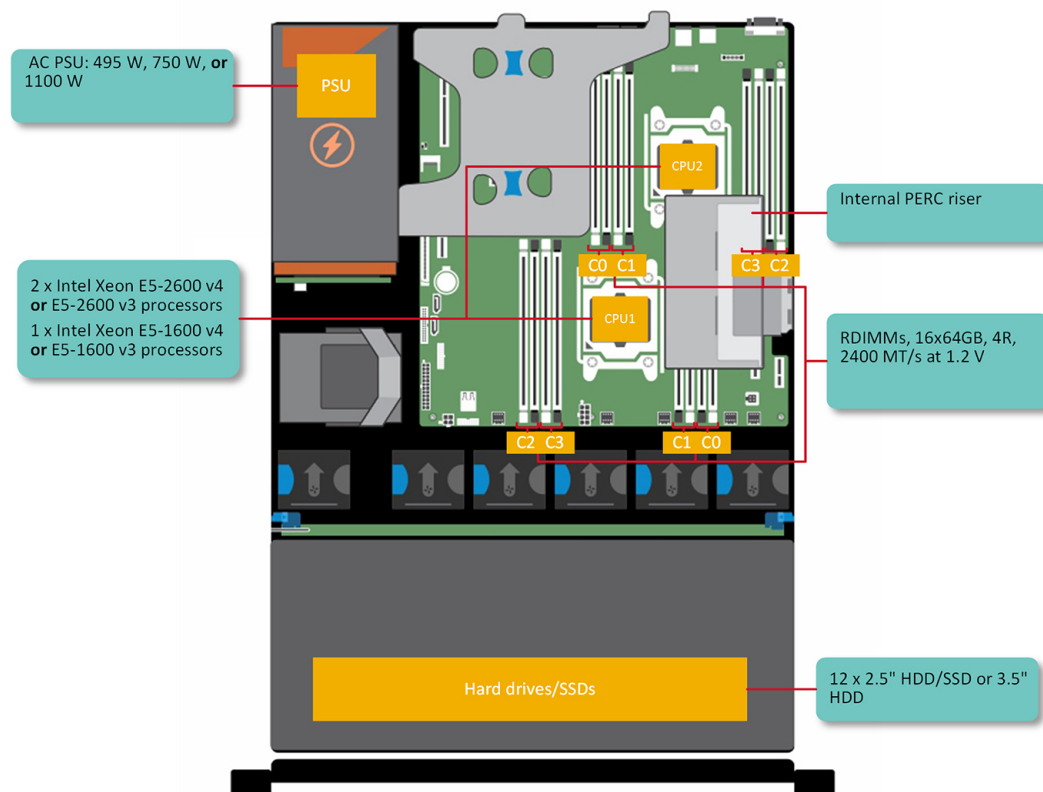 AC PSU: 495 W, 750 W, or
1100 W
PSU
CPU2
Internal PERC riser
C0
C1
C3
C2
2 x Intel Xeon E5-2600 v4
or E5-2600 v3 processors
1 x Intel Xeon E5-1600 v4
or E5-1600 v3 processors
CPU1
RDIMMs, 16x64GB, 4R,
2400 MT/s at 1.2 V
C2
C3
C1
C0
Hard drives/SSDs
12 x 2.5" HDD/SSD or 3.5"
HDD